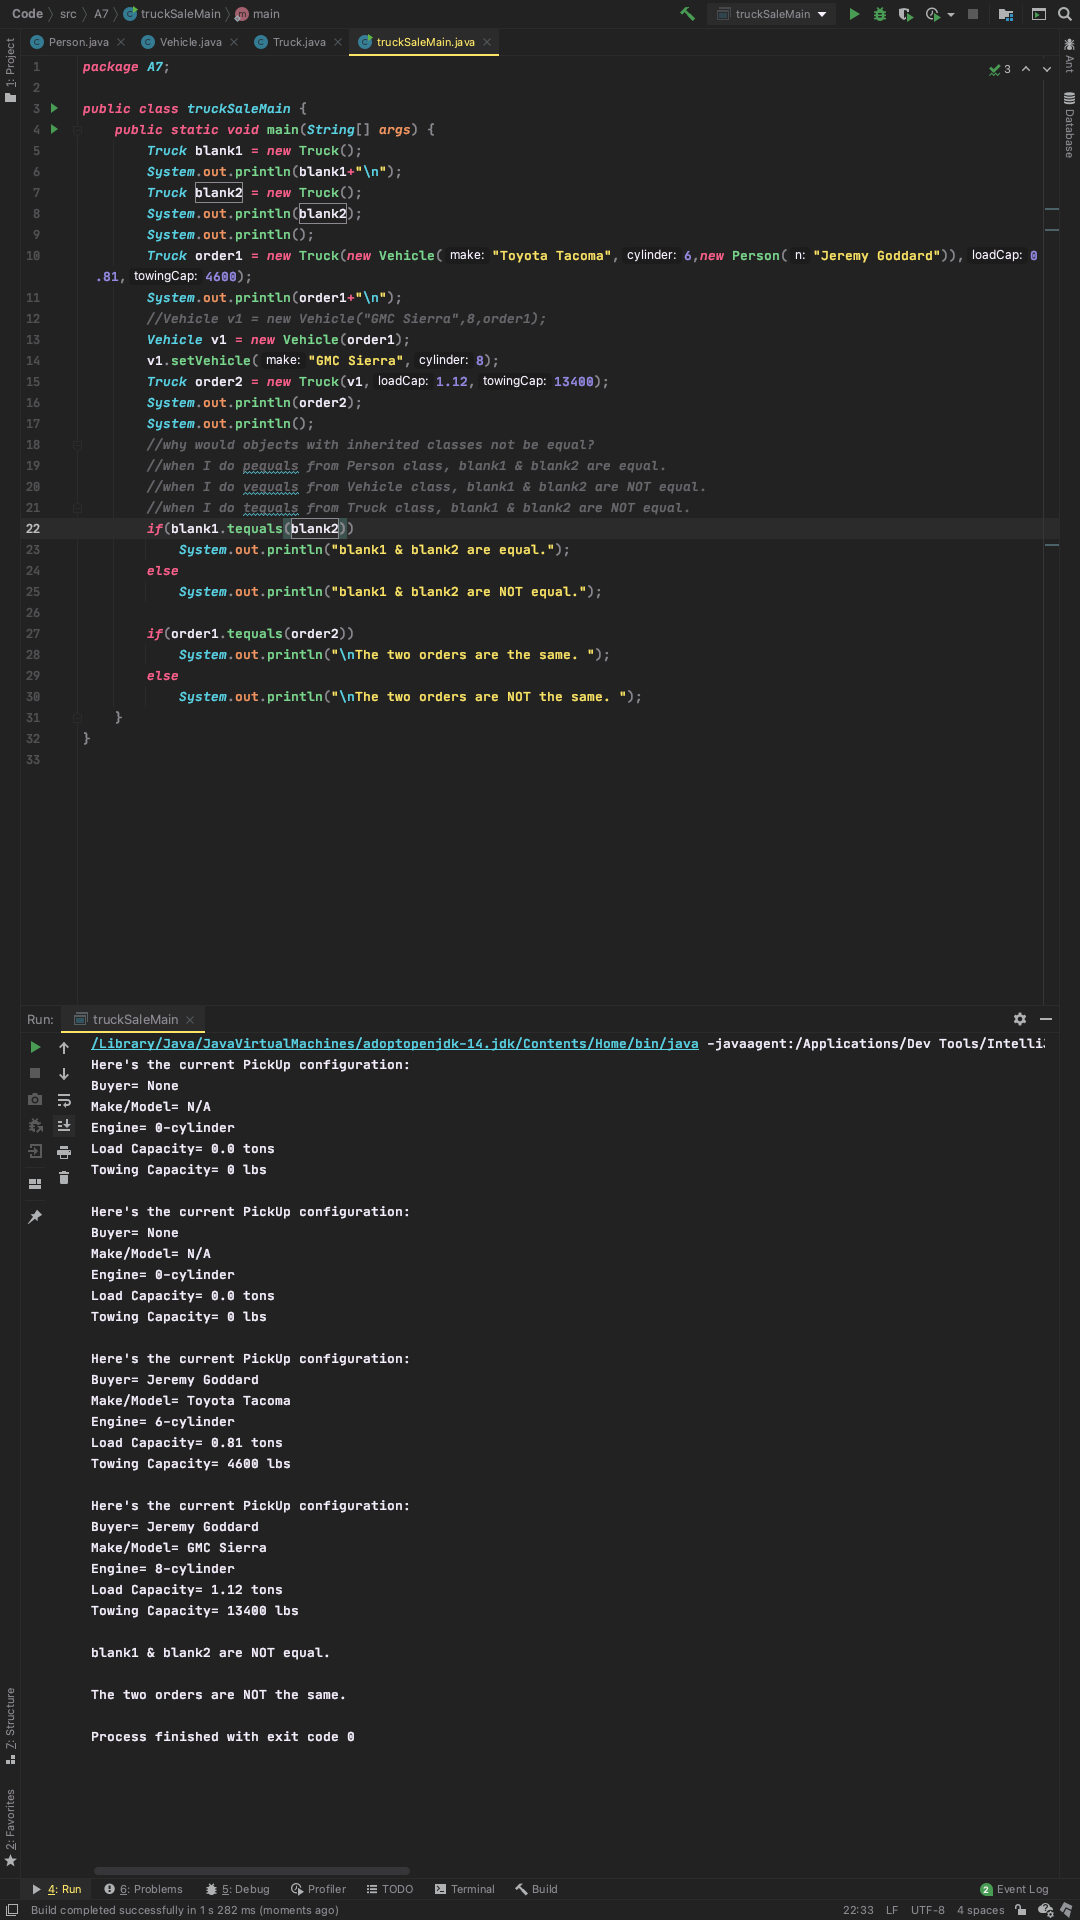 Code src A7 truckSaleMain main truckSaleMain
Person.java Vehicle.java Truck.java truckSaleMain.java
1: Project
Ant
Database
3
1 package A7;
2
3 public class truckSaleMain {
4 public static void main(String[] args) {
5 Truck blank1 = new Truck();
6 System.out.println(blank1+"\n");
7 Truck blank2 = new Truck();
8 System.out.println(blank2);
9 System.out.println();
10 Truck order1 = new Truck(new Vehicle( make: "Toyota Tacoma", cylinder: 6,new Person( n: "Jeremy Goddard")), loadCap: 0
.81, towingCap: 4600);
11 System.out.println(order1+"\n");
12 //Vehicle v1 = new Vehicle("GMC Sierra",8,order1);
13 Vehicle v1 = new Vehicle(order1);
14 v1.setVehicle( make: "GMC Sierra", cylinder: 8);
15 Truck order2 = new Truck(v1, loadCap: 1.12, towingCap: 13400);
16 System.out.println(order2);
17 System.out.println();
18 //why would objects with inherited classes not be equal?
19 //when I do pequals from Person class, blank1 & blank2 are equal.
20 //when I do vequals from Vehicle class, blank1 & blank2 are NOT equal.
21 //when I do tequals from Truck class, blank1 & blank2 are NOT equal.
22 if(blank1.tequals(blank2))
23 System.out.println("blank1 & blank2 are equal.");
24 else
25 System.out.println("blank1 & blank2 are NOT equal.");
26
27 if(order1.tequals(order2))
28 System.out.println("\nThe two orders are the same. ");
29 else
30 System.out.println("\nThe two orders are NOT the same. ");
31 }
32 }
33
Run: truckSaleMain
/Library/Java/JavaVirtualMachines/adoptopenjdk-14.jdk/Contents/Home/bin/java -javaagent:/Applications/Dev Tools/IntelliJ
Here's the current PickUp configuration:
Buyer= None
Make/Model= N/A
Engine= 0-cylinder
Load Capacity= 0.0 tons
Towing Capacity= 0 lbs
Here's the current PickUp configuration:
Buyer= None
Make/Model= N/A
Engine= 0-cylinder
Load Capacity= 0.0 tons
Towing Capacity= 0 lbs
Here's the current PickUp configuration:
Buyer= Jeremy Goddard
Make/Model= Toyota Tacoma
Engine= 6-cylinder
Load Capacity= 0.81 tons
Towing Capacity= 4600 lbs
Here's the current PickUp configuration:
Buyer= Jeremy Goddard
Make/Model= GMC Sierra
Engine= 8-cylinder
Load Capacity= 1.12 tons
Towing Capacity= 13400 lbs
blank1 & blank2 are NOT equal.
The two orders are NOT the same.
Process finished with exit code 0
7: Structure
2: Favorites
4: Run 6: Problems 5: Debug Profiler TODO Terminal Build 2 Event Log
Build completed successfully in 1 s 282 ms (moments ago) 22:33 LF UTF-8 4 spaces